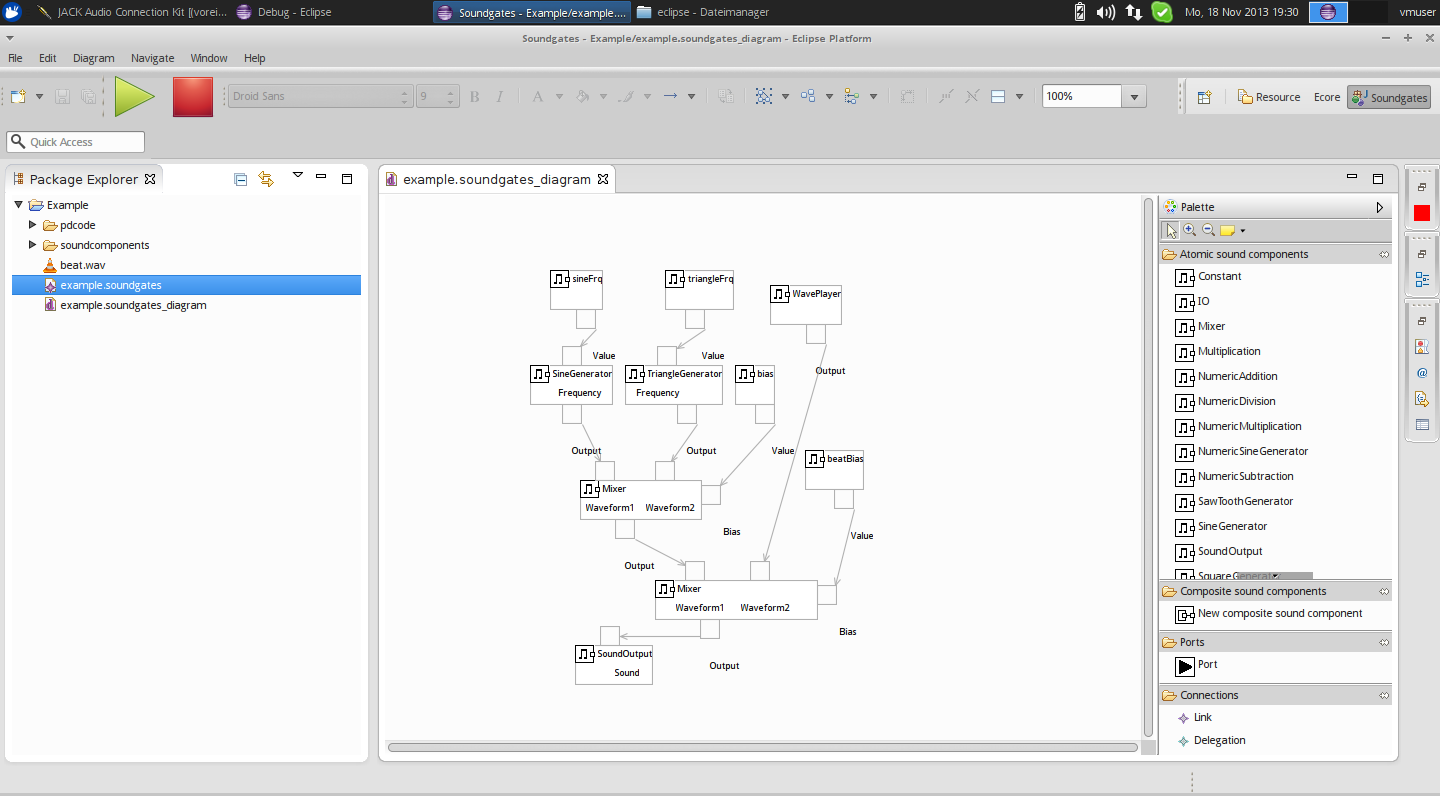 JACK Audio Connection Kit [(vorei...
Debug - Eclipse
Soundgates - Example/example....
eclipse - Dateimanager
Mo, 18 Nov 2013 19:30
vmuser
Soundgates - Example/example.soundgates_diagram - Eclipse Platform
File Edit Diagram Navigate Window Help
Droid Sans
9
B I A
100%
Resource
Ecore
Soundgates
Quick Access
Package Explorer
Example
pdcode
soundcomponents
beat.wav
example.soundgates
example.soundgates_diagram
example.soundgates_diagram
sineFrq
triangleFrq
WavePlayer
Value
Value
Output
SineGenerator
Frequency
TriangleGenerator
Frequency
bias
Output
Output
Value
beatBias
Mixer
Waveform1 Waveform2
Bias
Value
Output
Mixer
Waveform1 Waveform2
Bias
SoundOutput
Sound
Output
Palette
Atomic sound components
Constant
IO
Mixer
Multiplication
NumericAddition
NumericDivision
NumericMultiplication
NumericSineGenerator
NumericSubtraction
SawToothGenerator
SineGenerator
SoundOutput
SquareGenerator
Composite sound components
New composite sound component
Ports
Port
Connections
Link
Delegation